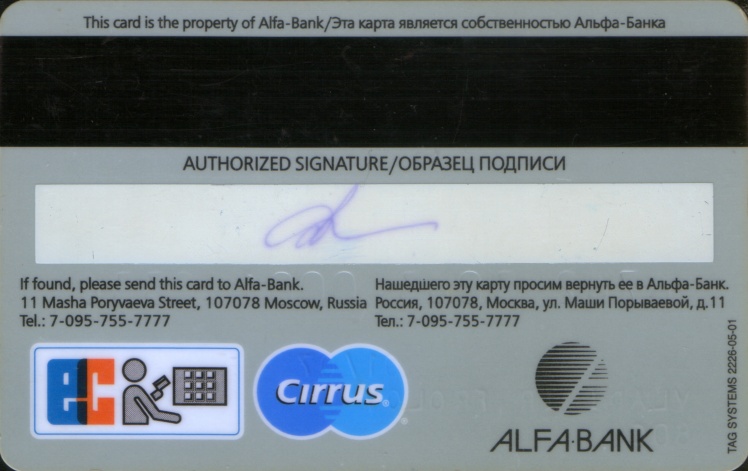 This card is the property of Alfa-Bank/Эта карта является собственностью Альфа-Банка
AUTHORIZED SIGNATURE/ОБРАЗЕЦ ПОДПИСИ
If found, please send this card to Alfa-Bank.
11 Masha Poryvaeva Street, 107078 Moscow, Russia
Tel.: 7-095-755-7777
Нашедшего эту карту просим вернуть ее в Альфа-Банк.
Россия, 107078, Москва, ул. Маши Порываевой, д.11
Тел.: 7-095-755-7777
ec
Cirrus
ALFA·BANK
TAG SYSTEMS 2226-05-01